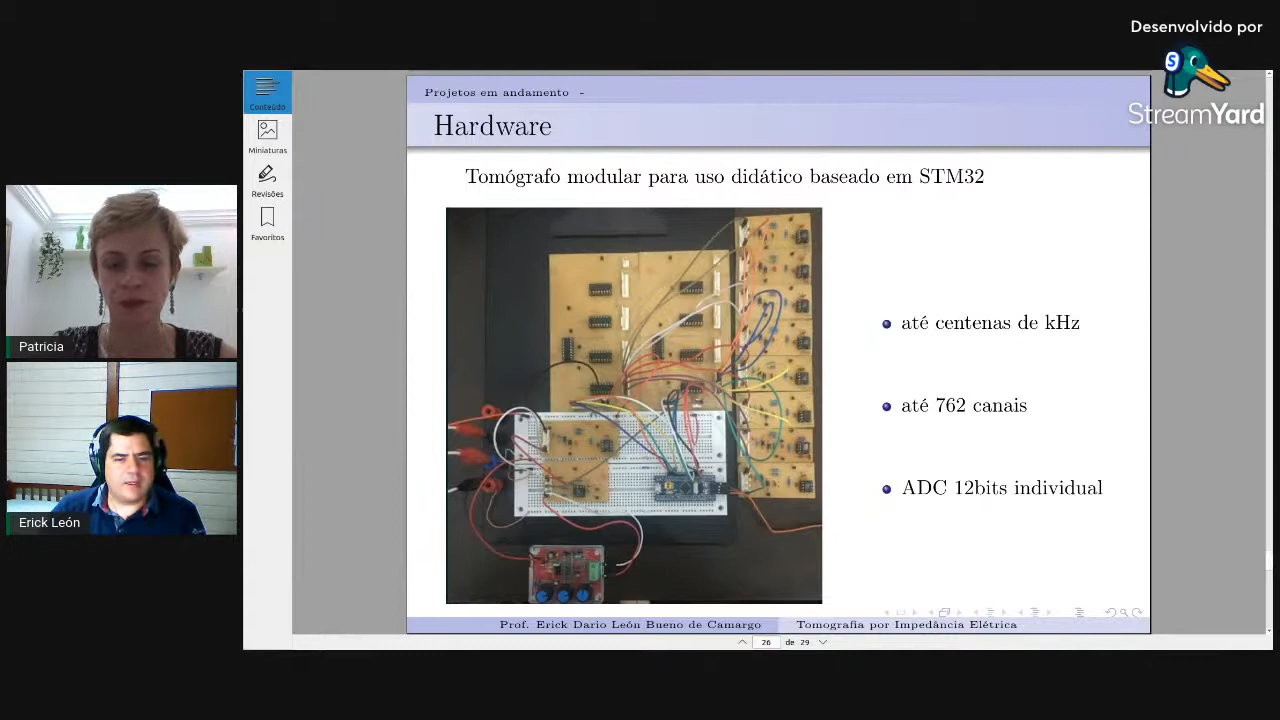 Desenvolvido por
StreamYard
Conteúdo
Miniaturas
Revisões
Favoritos
Projetos em andamento -
Hardware
Tomógrafo modular para uso didático baseado em STM32
até centenas de kHz
até 762 canais
ADC 12bits individual
Patricia
Erick León
Prof. Erick Dario León Bueno de Camargo
Tomografia por Impedância Elétrica
26 de 29